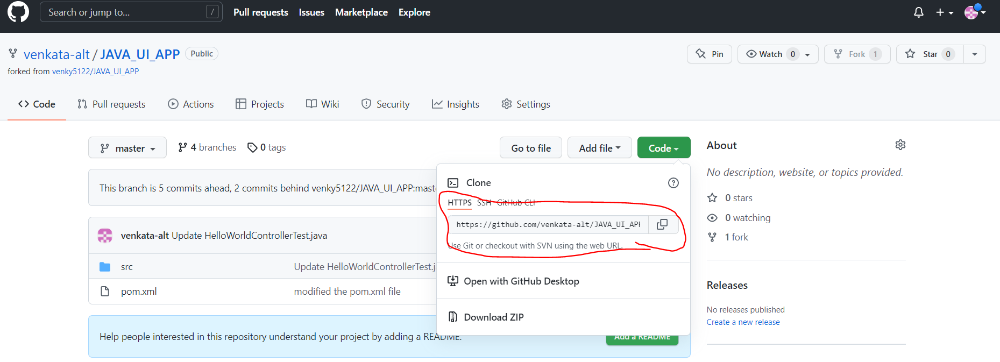 Search or jump to... /
Pull requests Issues Marketplace Explore
venkata-alt / JAVA_UI_APP Public
Pin Watch 0 Fork 1 Star 0
forked from venky5122/JAVA_UI_APP
Code Pull requests Actions Projects Wiki Security Insights Settings
master 4 branches 0 tags
Go to file Add file Code
This branch is 5 commits ahead, 2 commits behind venky5122/JAVA_UI_APP:maste
venkata-alt Update HelloWorldControllerTest.java
src Update HelloWorldControllerTest.ja
pom.xml modified the pom.xml file
Help people interested in this repository understand your project by adding a README.
Add a README
Clone
HTTPS SSH GitHub CLI
https://github.com/venkata-alt/JAVA_UI_APP
Use Git or checkout with SVN using the web URL.
Open with GitHub Desktop
Download ZIP
About
No description, website, or topics provided.
0 stars
0 watching
1 fork
Releases
No releases published
Create a new release